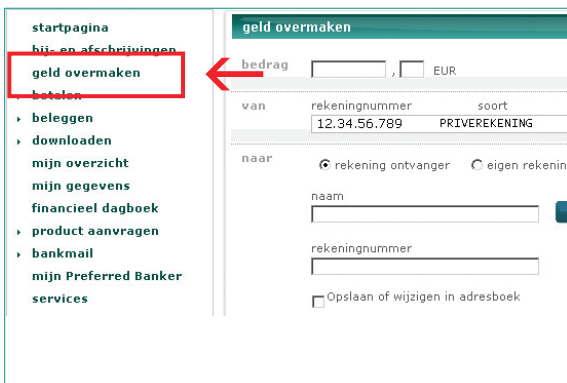 startpagina
bij- en afschrijvingen
geld overmaken
betalen
beleggen
downloaden
mijn overzicht
mijn gegevens
financieel dagboek
product aanvragen
bankmail
mijn Preferred Banker
services
geld overmaken
bedrag , EUR
van rekeningnummer soort
12.34.56.789 PRIVEREKENING
naar rekening ontvanger eigen rekenin
naam
rekeningnummer
Opslaan of wijzigen in adresboek